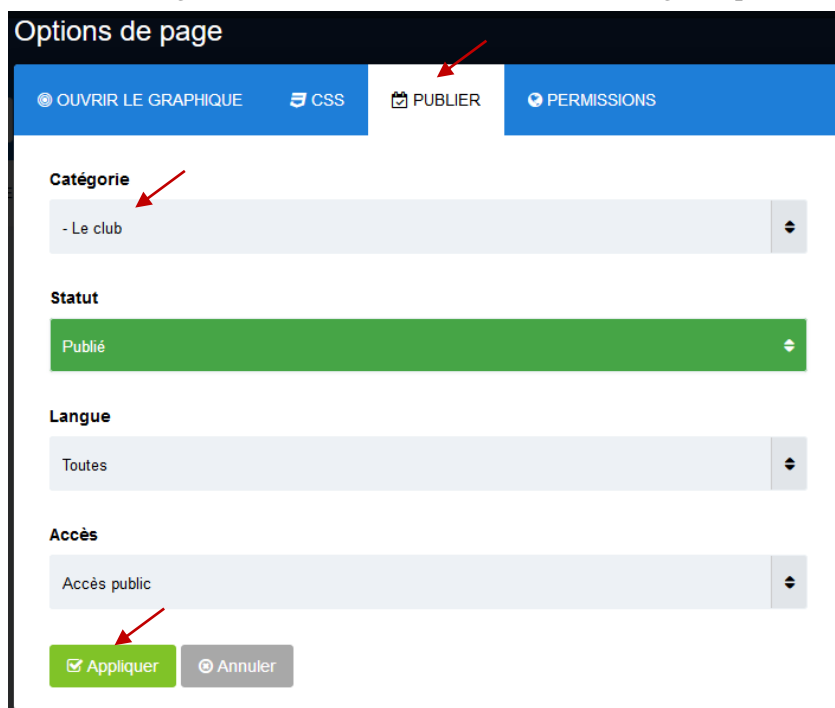 Options de page
OUVRIR LE GRAPHIQUE CSS PUBLIER PERMISSIONS
Catégorie
- Le club
Statut
Publié
Langue
Toutes
Accès
Accès public
Appliquer Annuler